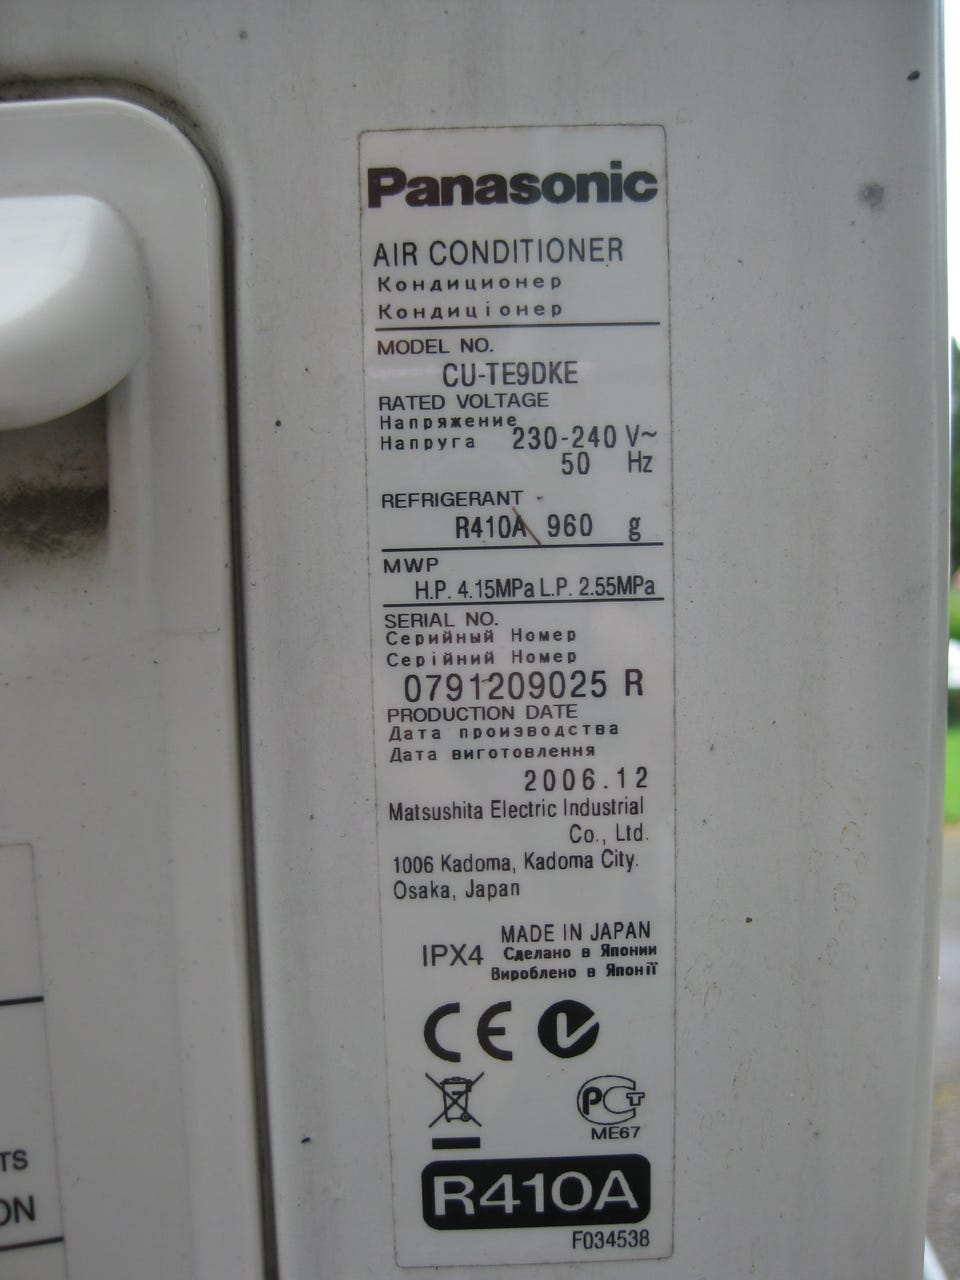 Panasonic
AIR CONDITIONER
Кондиционер
Кондиціонер
MODEL NO.
CU-TE9DKE
RATED VOLTAGE
Напряжение
Напруга 230-240 V~
50 Hz
REFRIGERANT
R410A 960 g
MWP
H.P. 4.15MPa L.P. 2.55MPa
SERIAL NO.
Серийный Номер
Серійний Номер
0791209025 R
PRODUCTION DATE
Дата производства
Дата виготовлення
2006.12
Matsushita Electric Industrial
Co., Ltd.
1006 Kadoma, Kadoma City.
Osaka, Japan
MADE IN JAPAN
IPX4 Сделано в Японии
Вироблено в Японії
CE
РСТ
ME67
R410A
F034538
TS
ON